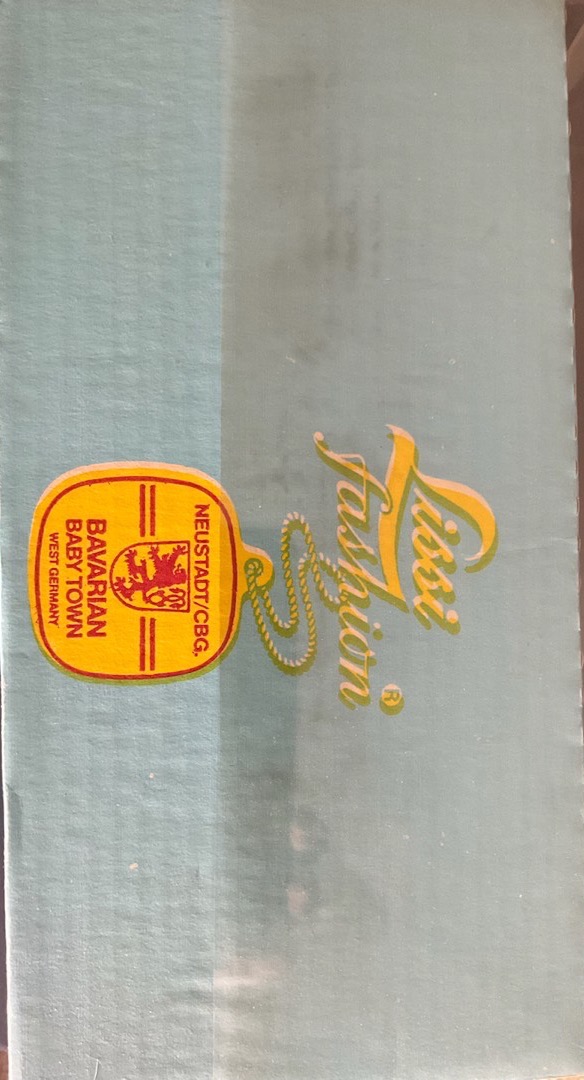 Lissi
fashion®
NEUSTADT/CBG.
BAVARIAN
BABY TOWN
WEST GERMANY